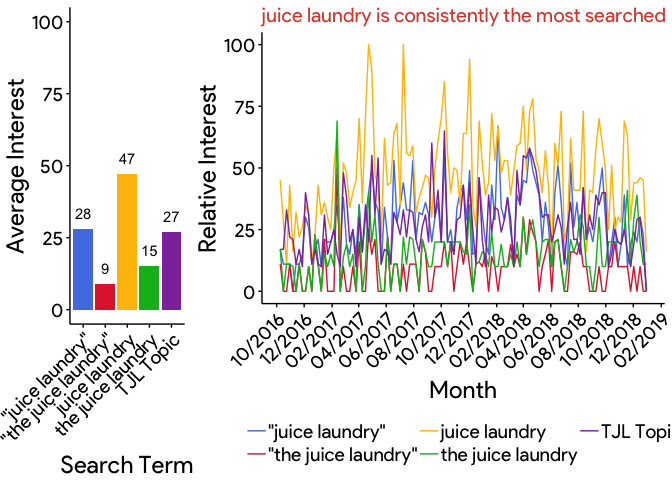 juice laundry is consistently the most searched
Average Interest
100
75
50
25
0
28
9
47
15
27
"juice laundry"
"the juice laundry"
juice laundry
the juice laundry
TJL Topic
Search Term
Relative Interest
100
75
50
25
0
10/2016
12/2016
02/2017
04/2017
06/2017
08/2017
10/2017
12/2017
02/2018
04/2018
06/2018
08/2018
10/2018
12/2018
02/2019
Month
"juice laundry" juice laundry TJL Topi
"the juice laundry" the juice laundry